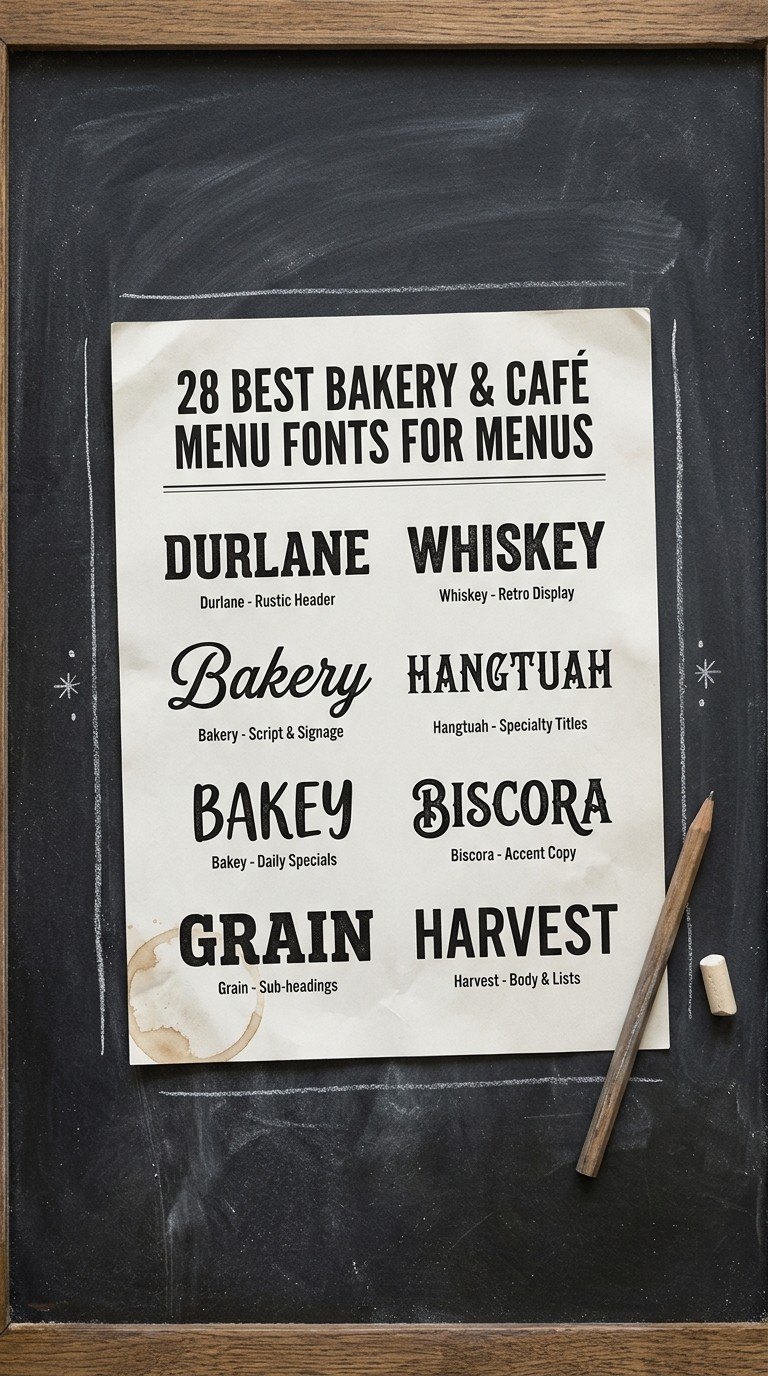 28 BEST BAKERY & CAFÉ
MENU FONTS FOR MENUS
DURLANE
Durlane - Rustic Header
WHISKEY
Whiskey - Retro Display
Bakery
Bakery - Script & Signage
HANGTUAH
Hangtuah - Specialty Titles
BAKEY
Bakey - Daily Specials
BISCORA
Biscora - Accent Copy
GRAIN
Grain - Sub-headings
HARVEST
Harvest - Body & Lists